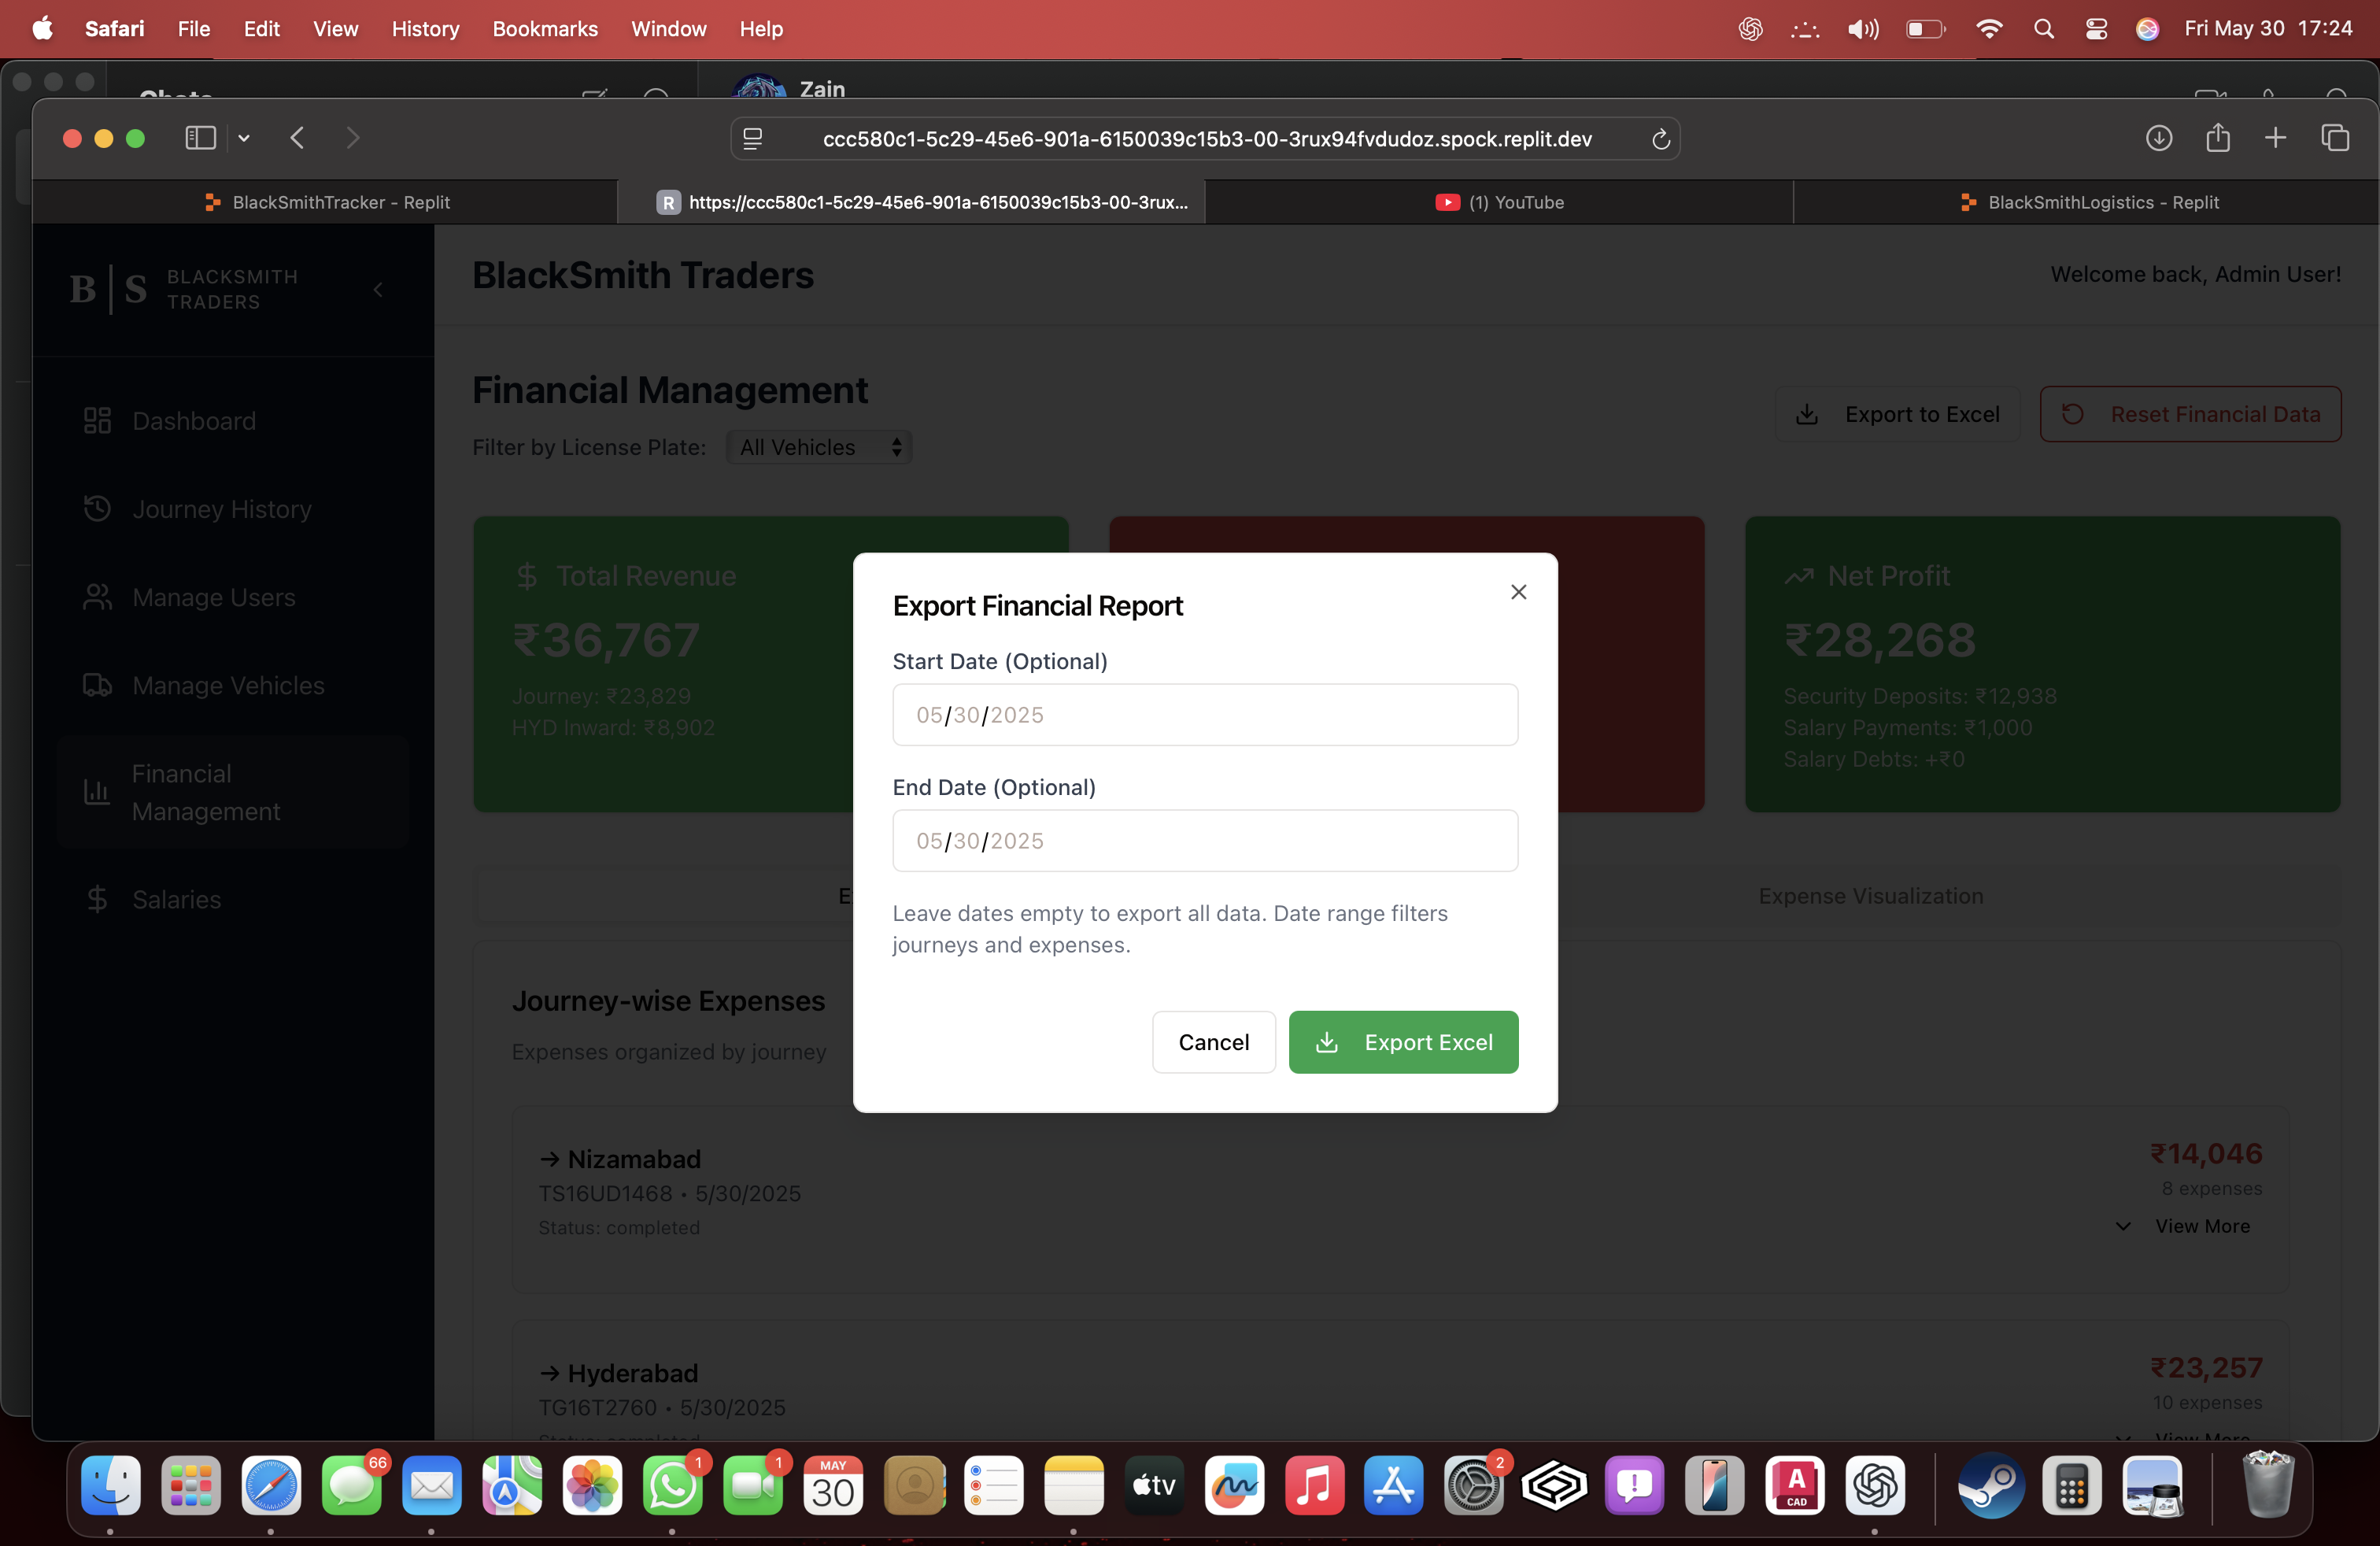 Safari File Edit View History Bookmarks Window Help Fri May 30 17:24
Zain
ccc580c1-5c29-45e6-901a-6150039c15b3-00-3rux94fvdudoz.spock.replit.dev
BlackSmithTracker - Replit
R https://ccc580c1-5c29-45e6-901a-6150039c15b3-00-3rux...
(1) YouTube
BlackSmithLogistics - Replit
B|S BLACKSMITH
TRADERS
Dashboard
Journey History
Manage Users
Manage Vehicles
Financial
Management
Salaries
BlackSmith Traders
Welcome back, Admin User!
Financial Management
Filter by License Plate: All Vehicles
Export to Excel
Reset Financial Data
$ Total Revenue
₹36,767
Journey: ₹23,829
HYD Inward: ₹8,902
Net Profit
₹28,268
Security Deposits: ₹12,938
Salary Payments: ₹1,000
Salary Debts: +₹0
Export Financial Report
Start Date (Optional)
05/30/2025
End Date (Optional)
05/30/2025
Leave dates empty to export all data. Date range filters
journeys and expenses.
Cancel
Export Excel
Expense Visualization
Journey-wise Expenses
Expenses organized by journey
→ Nizamabad
TS16UD1468 • 5/30/2025
Status: completed
₹14,046
8 expenses
View More
→ Hyderabad
TG16T2760 • 5/30/2025
₹23,257
10 expenses
66
1
1
MAY
30
tv
2
A
CAD